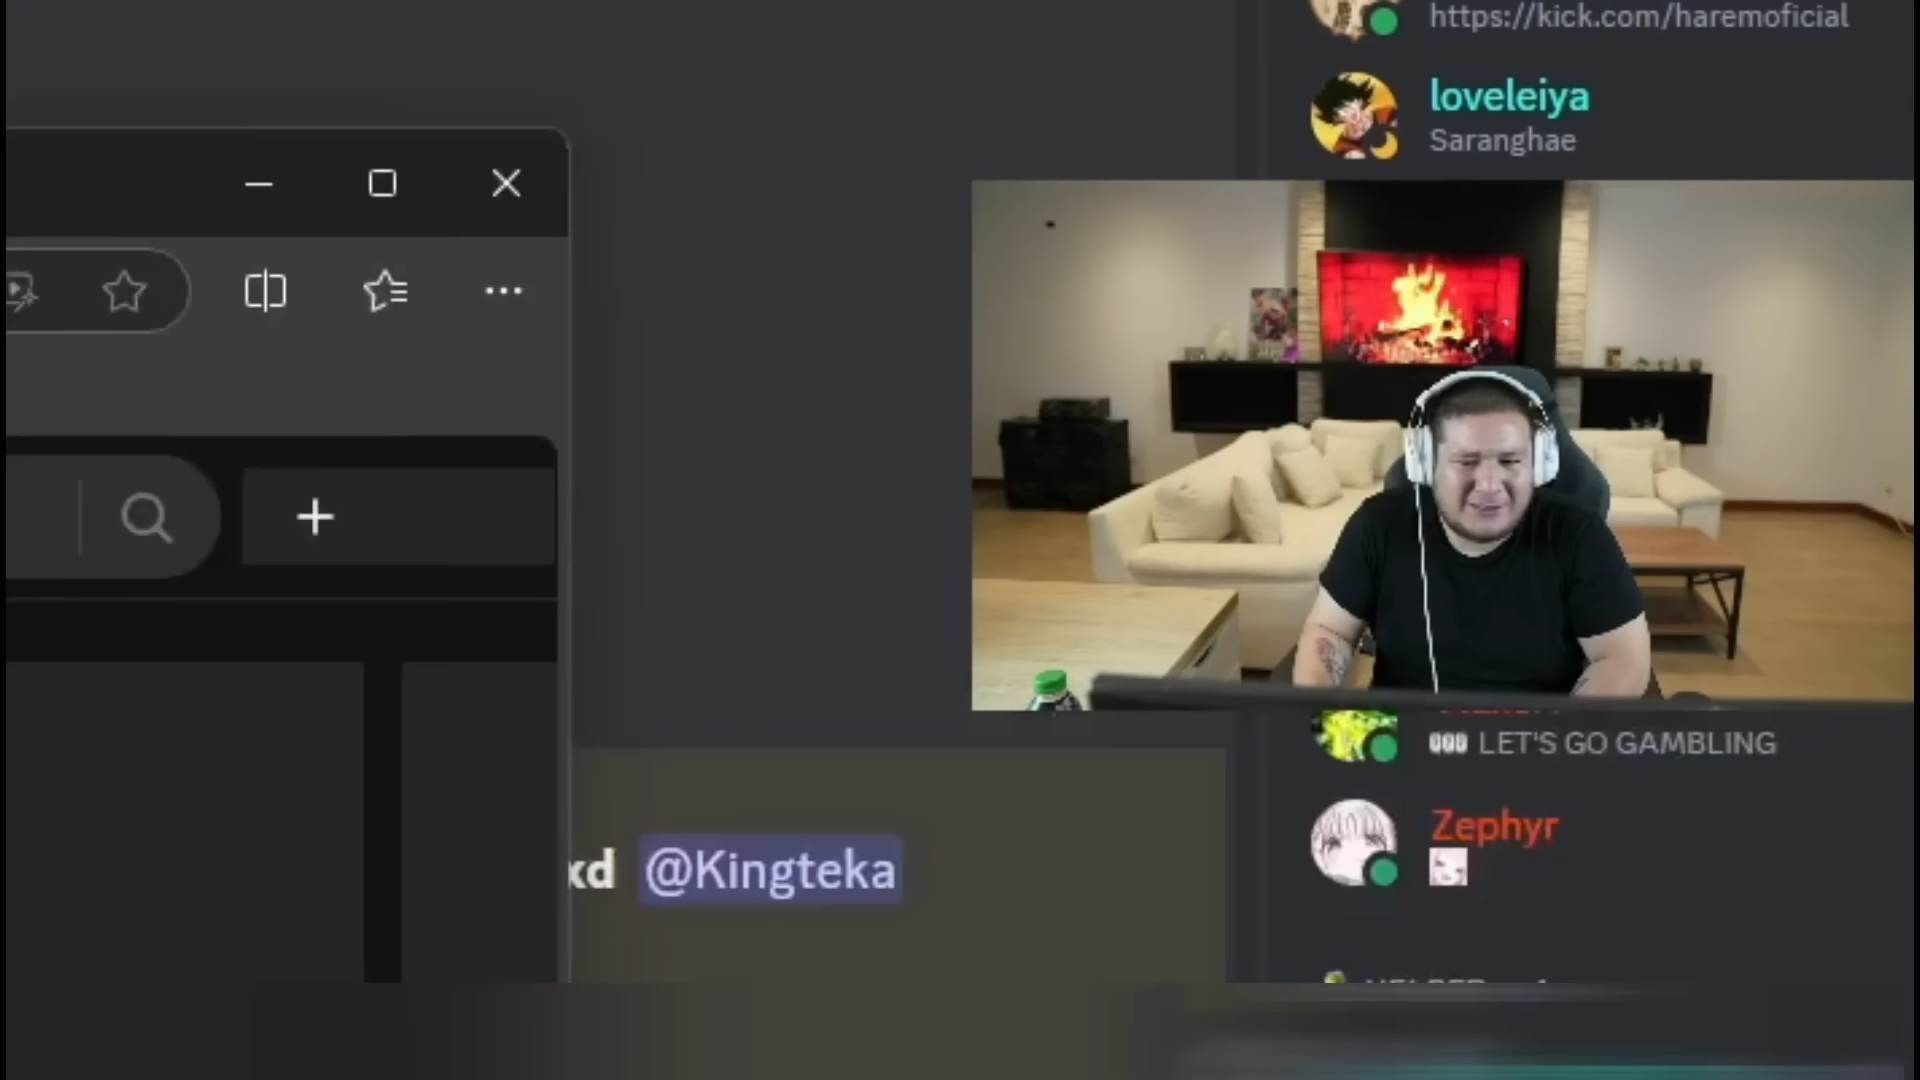 https://kick.com/haremoficial
loveleiya
Saranghae
LET'S GO GAMBLING
Zephyr
xd @Kingteka